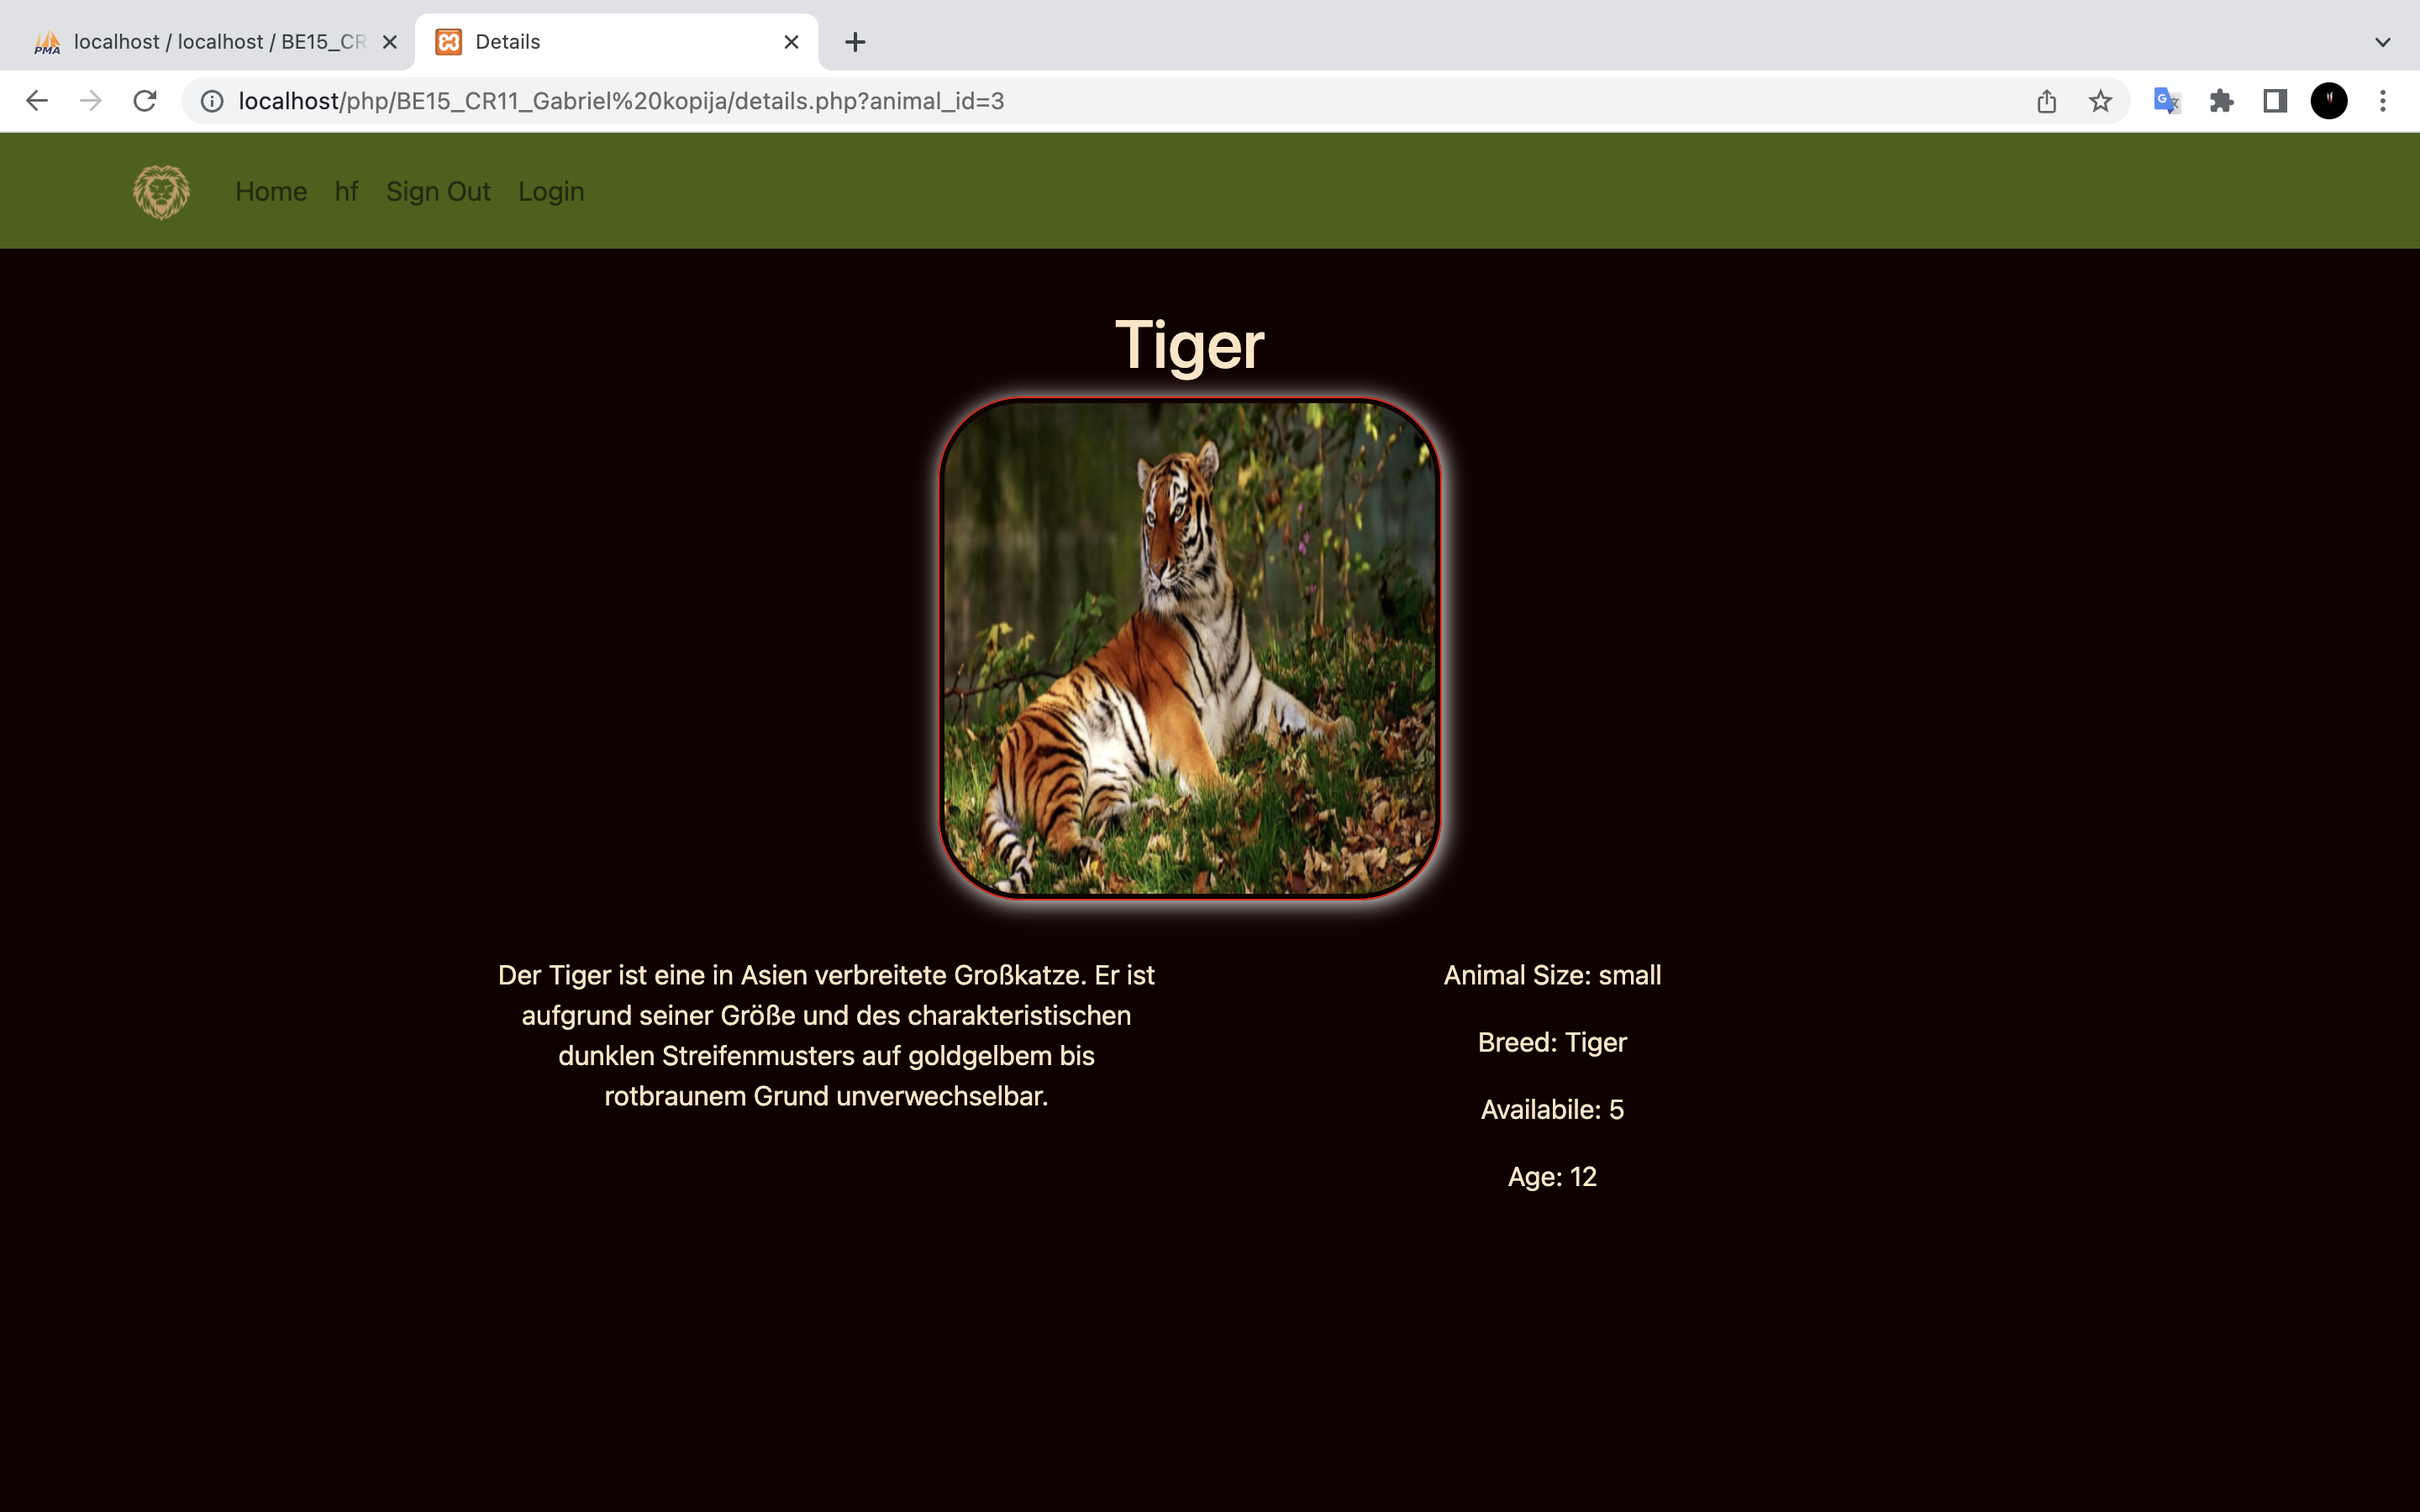 PMA localhost / localhost / BE15_CR
Details
localhost/php/BE15_CR11_Gabriel%20kopija/details.php?animal_id=3
G
Home hf Sign Out Login
Tiger
Der Tiger ist eine in Asien verbreitete Großkatze. Er ist
aufgrund seiner Größe und des charakteristischen
dunklen Streifenmusters auf goldgelbem bis
rotbraunem Grund unverwechselbar.
Animal Size: small
Breed: Tiger
Availabile: 5
Age: 12